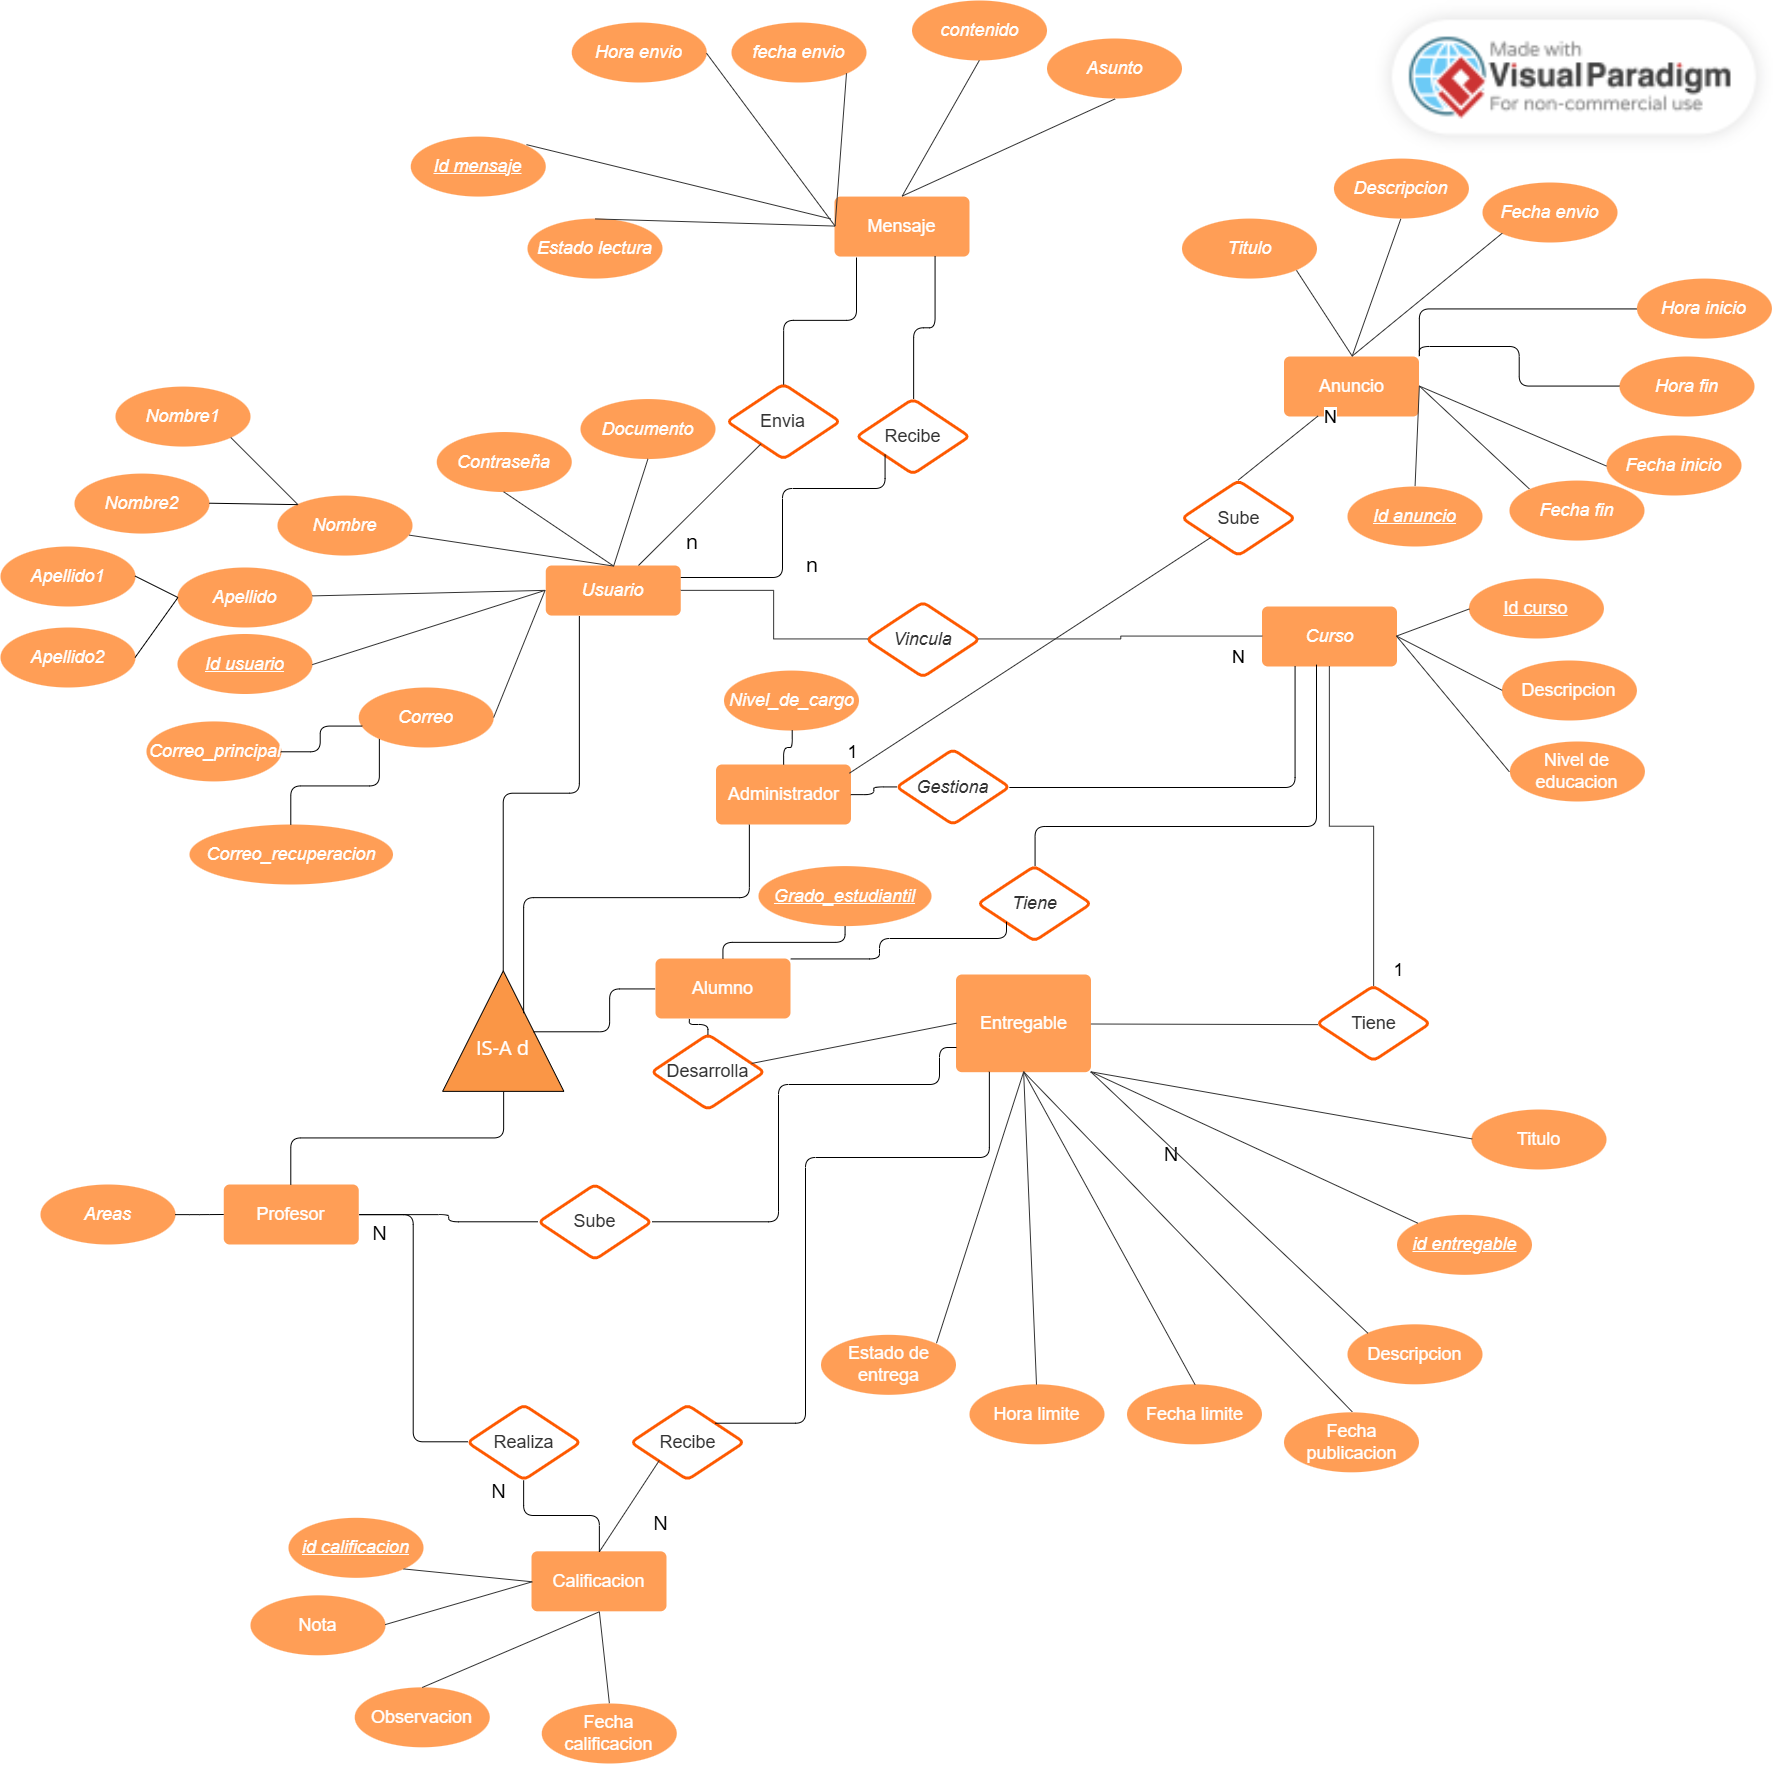 contenido
Hora envio
fecha envio
Asunto
Made with
Visual Paradigm
For non-commercial use
Id mensaje
Descripcion
Fecha envio
Mensaje
Estado lectura
Titulo
Hora inicio
Anuncio
Hora fin
Nombre1
N
Envia
Documento
Recibe
Contraseña
Fecha inicio
Nombre2
Fecha fin
Id anuncio
Sube
Nombre
n
n
Apellido1
Usuario
Apellido
Id curso
Vincula
Curso
Apellido2
Id usuario
N
Descripcion
Nivel_de_cargo
Correo
Correo_principal
1
Nivel de
educacion
Gestiona
Administrador
Correo_recuperacion
Grado_estudiantil
Tiene
1
Alumno
Entregable
Tiene
IS-A d
Desarrolla
Titulo
N
Areas
Profesor
Sube
N
id entregable
Estado de
entrega
Descripcion
Hora limite
Fecha limite
Fecha
publicacion
Realiza
Recibe
N
N
id calificacion
Calificacion
Nota
Observacion
Fecha
calificacion